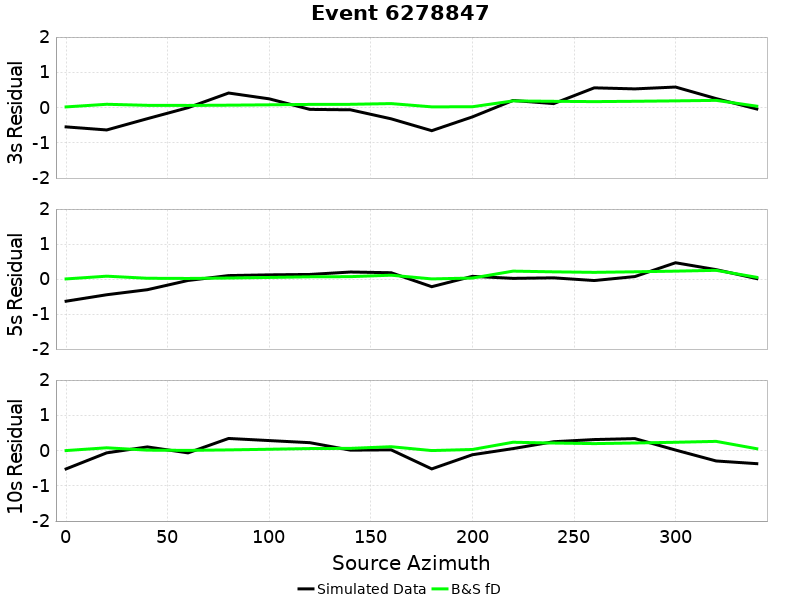 Event 6278847
3s Residual
2
1
0
-1
-2
5s Residual
2
1
0
-1
-2
10s Residual
2
1
0
-1
-2
0 50 100 150 200 250 300
Source Azimuth
Simulated Data B&S fD